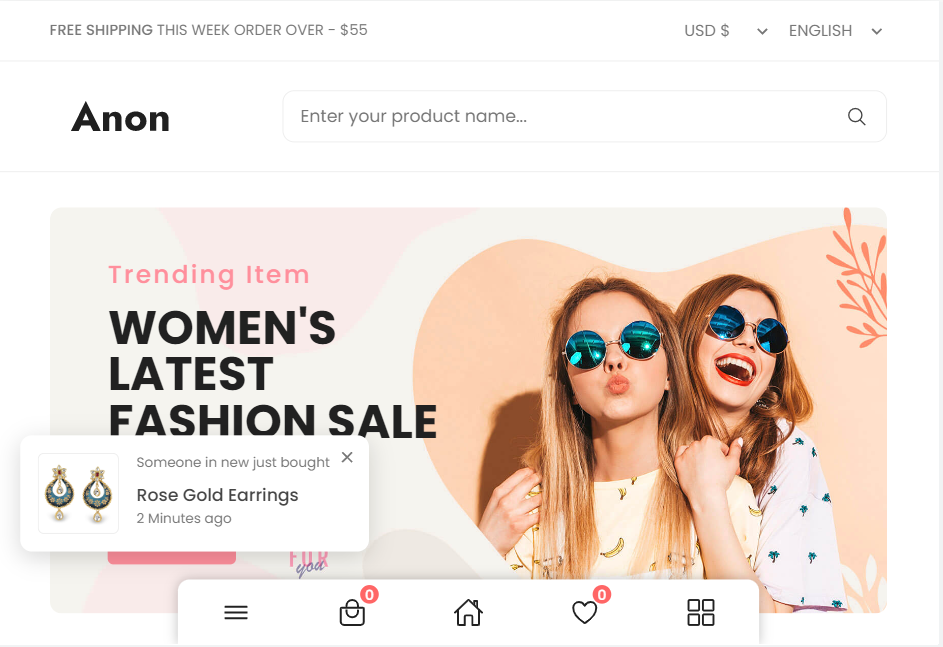 FREE SHIPPING THIS WEEK ORDER OVER - $55
USD $
ENGLISH
Anon
Enter your product name...
Trending Item
WOMEN'S
LATEST
FASHION SALE
Someone in new just bought
Rose Gold Earrings
2 Minutes ago
FOR
you
0
0